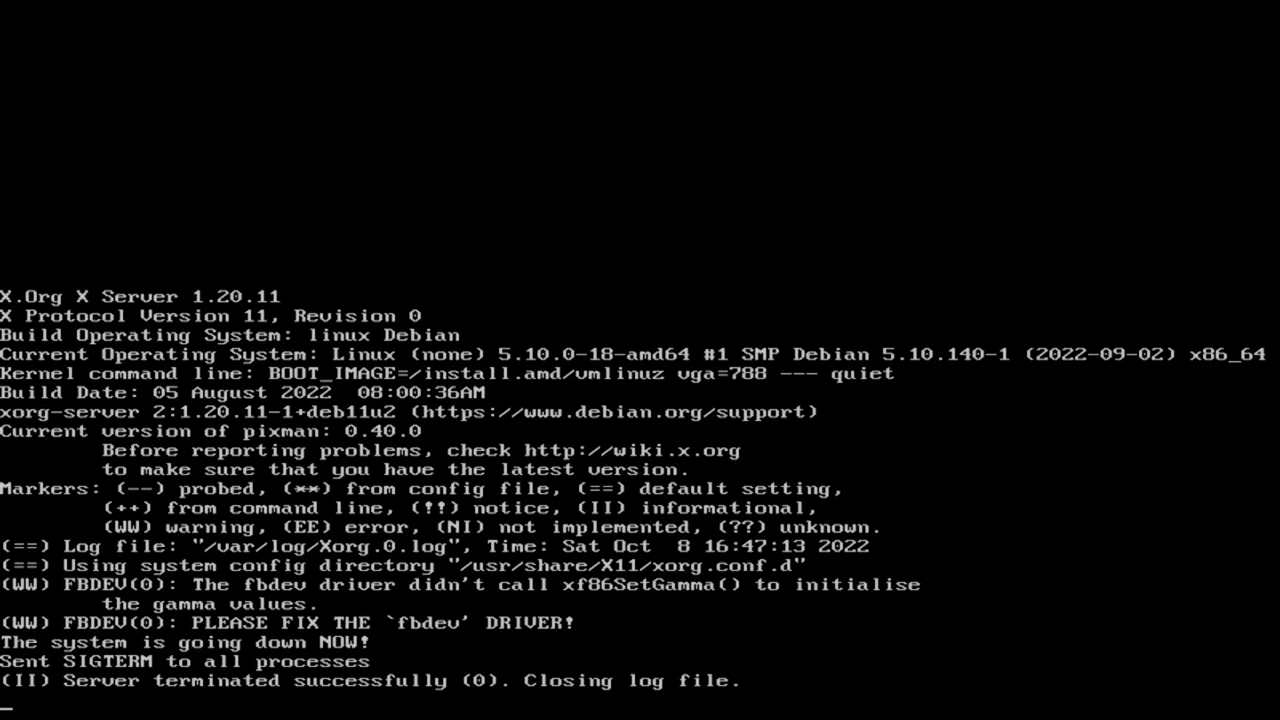 X.Org X Server 1.20.11
X Protocol Version 11, Revision 0
Build Operating System: linux Debian
Current Operating System: Linux (none) 5.10.0-18-amd64 #1 SMP Debian 5.10.140-1 (2022-09-02) x86_64
Kernel command line: BOOT_IMAGE=/install.amd/vmlinuz vga=788 --- quiet
Build Date: 05 August 2022  08:00:36AM
xorg-server 2:1.20.11-1+deb11u2 (https://www.debian.org/support)
Current version of pixman: 0.40.0
        Before reporting problems, check http://wiki.x.org
        to make sure that you have the latest version.
Markers: (--) probed, (**) from config file, (==) default setting,
        (++) from command line, (!!) notice, (II) informational,
        (WW) warning, (EE) error, (NI) not implemented, (??) unknown.
(==) Log file: "/var/log/Xorg.0.log", Time: Sat Oct  8 16:47:13 2022
(==) Using system config directory "/usr/share/X11/xorg.conf.d"
(WW) FBDEV(0): The fbdev driver didn't call xf86SetGamma() to initialise
        the gamma values.
(WW) FBDEV(0): PLEASE FIX THE `fbdev' DRIVER!
The system is going down NOW!
Sent SIGTERM to all processes
(II) Server terminated successfully (0). Closing log file.